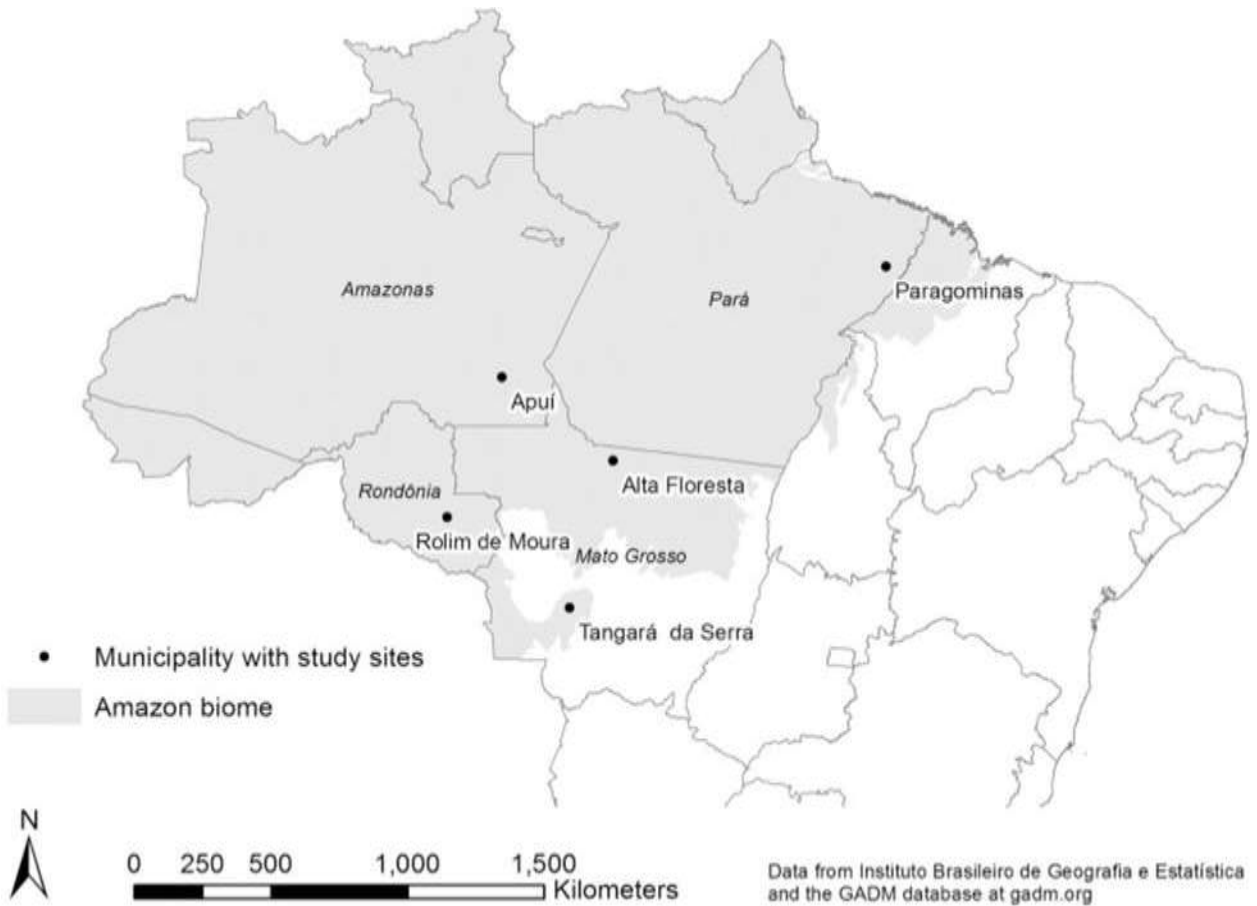 Amazonas
Pará
Paragominas
Apuí
Alta Floresta
Rondônia
Rolim de Moura
Mato Grosso
Tangará da Serra
Municipality with study sites
Amazon biome
N
0 250 500 1,000 1,500
Kilometers
Data from Instituto Brasileiro de Geografia e Estatística
and the GADM database at gadm.org